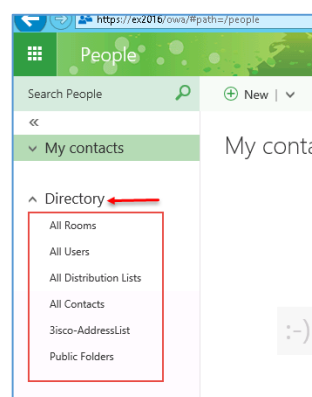 https://ex2016/owa/#path=/people
People
Search People
New | ∨
«
My contacts
My conta
Directory
All Rooms
All Users
All Distribution Lists
All Contacts
3isco-AddressList
Public Folders
:-)